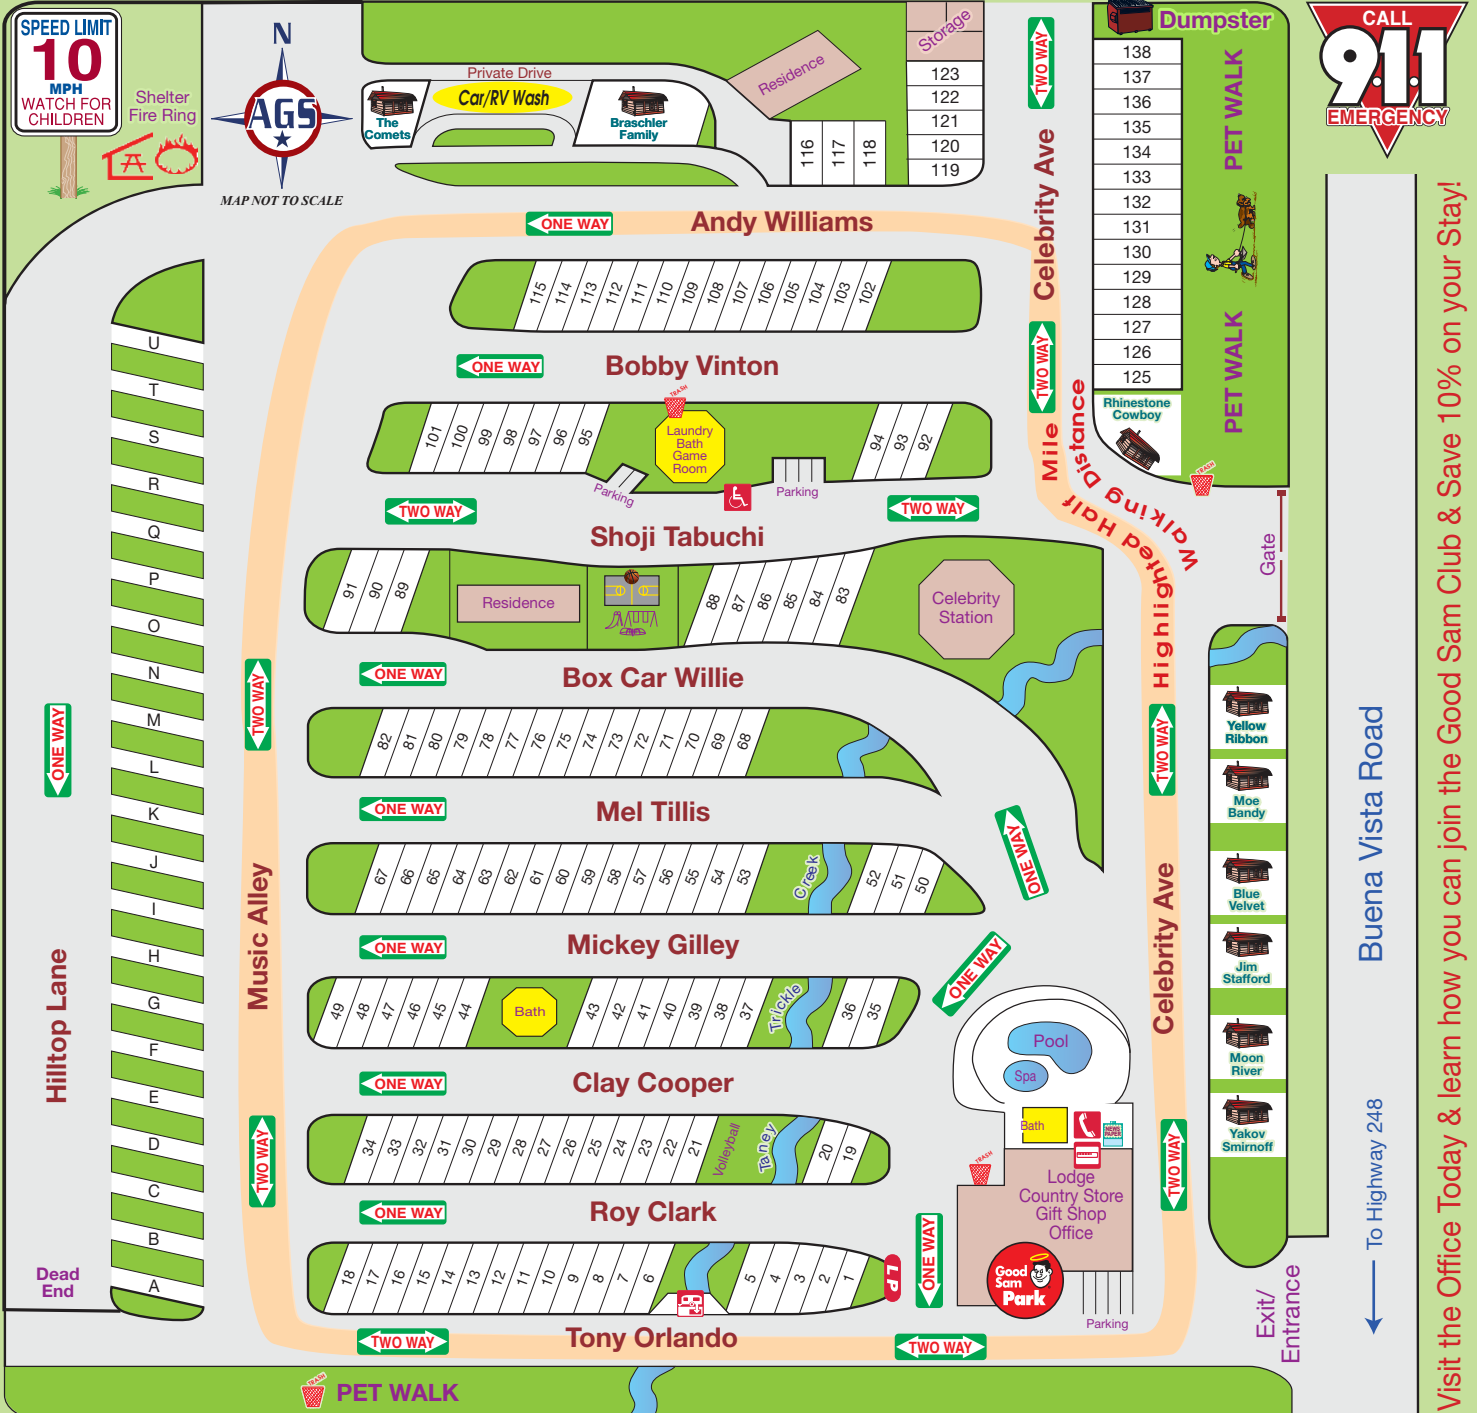 SPEED LIMIT
10
MPH
WATCH FOR
CHILDREN
Shelter
Fire Ring
N
AGS
MAP NOT TO SCALE
Private Drive
Car/RV Wash
The
Comets
Braschler
Family
Residence
Storage
123
122
121
120
119
116 117 118
TWO WAY
Dumpster
138
137
136
135
134
133
132
131
130
129
128
127
126
125
PET WALK
PET WALK
Rhinestone
Cowboy
TRASH
CALL
911
EMERGENCY
ONE WAY
Andy Williams
Celebrity Ave
115 114 113 112 111 110 109 108 107 106 105 104 103 102
ONE WAY
Bobby Vinton
TWO WAY
TRASH
101 100 99 98 97 96 95
Laundry
Bath
Game
Room
94 93 92
Parking
Parking
TWO WAY
TWO WAY
Shoji Tabuchi
Highlighted Half Mile
Walking Distance
Gate
91 90 89
Residence
88 87 86 85 84 83
Celebrity
Station
ONE WAY
Box Car Willie
82 81 80 79 78 77 76 75 74 73 72 71 70 69 68
ONE WAY
Mel Tillis
67 66 65 64 63 62 61 60 59 58 57 56 55 54 53
Creek
52 51 50
ONE WAY
ONE WAY
Mickey Gilley
ONE WAY
49 48 47 46 45 44
Bath
43 42 41 40 39 38 37
Trickle
36 35
ONE WAY
Clay Cooper
34 33 32 31 30 29 28 27 26 25 24 23 22 21
Volleyball
Taney
20 19
ONE WAY
Roy Clark
18 17 16 15 14 13 12 11 10 9 8 7 6
5 4 3 2 1
LP
ONE WAY
TWO WAY
Tony Orlando
TWO WAY
TRASH
PET WALK
U
T
S
R
Q
P
O
N
M
L
K
J
I
H
G
F
E
D
C
B
A
ONE WAY
Hilltop Lane
Dead
End
TWO WAY
Music Alley
TWO WAY
Pool
Spa
Bath
NEWS
PAPER
TRASH
Lodge
Country Store
Gift Shop
Office
Good
Sam
Park
Parking
TWO WAY
Celebrity Ave
TWO WAY
Yellow
Ribbon
Moe
Bandy
Blue
Velvet
Jim
Stafford
Moon
River
Yakov
Smirnoff
Exit/
Entrance
Buena Vista Road
To Highway 248
Visit the Office Today & learn how you can join the Good Sam Club & Save 10% on your Stay!